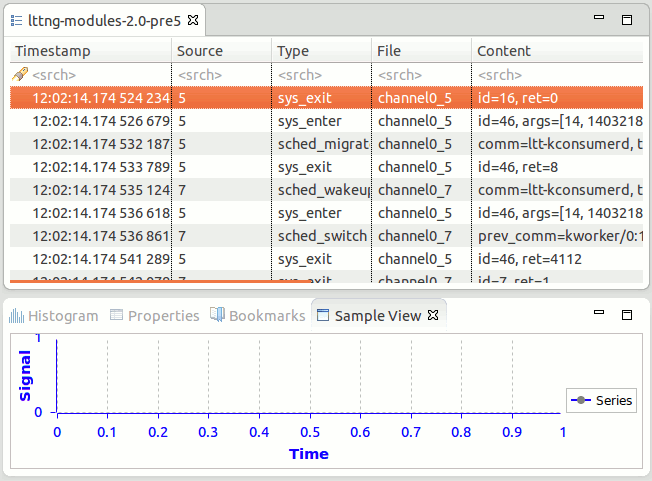 lttng-modules-2.0-pre5
Timestamp Source Type File Content
<srch> <srch> <srch> <srch> <srch>
12:02:14.174 524 234 5 sys_exit channel0_5 id=16, ret=0
12:02:14.174 526 679 5 sys_enter channel0_5 id=46, args=[14, 1403218
12:02:14.174 532 187 5 sched_migrat channel0_5 comm=ltt-kconsumerd, t
12:02:14.174 533 789 5 sys_exit channel0_5 id=46, ret=8
12:02:14.174 535 124 7 sched_wakeup channel0_7 comm=ltt-kconsumerd, t
12:02:14.174 536 618 5 sys_enter channel0_5 id=46, args=[14, 1403218
12:02:14.174 536 861 7 sched_switch channel0_7 prev_comm=kworker/0:1
12:02:14.174 541 289 5 sys_exit channel0_5 id=46, ret=4112
7 sys_exit channel0_7 id=7, ret=1
Histogram Properties Bookmarks Sample View
1
Signal
0
0 0.1 0.2 0.3 0.4 0.5 0.6 0.7 0.8 0.9 1
Time
Series